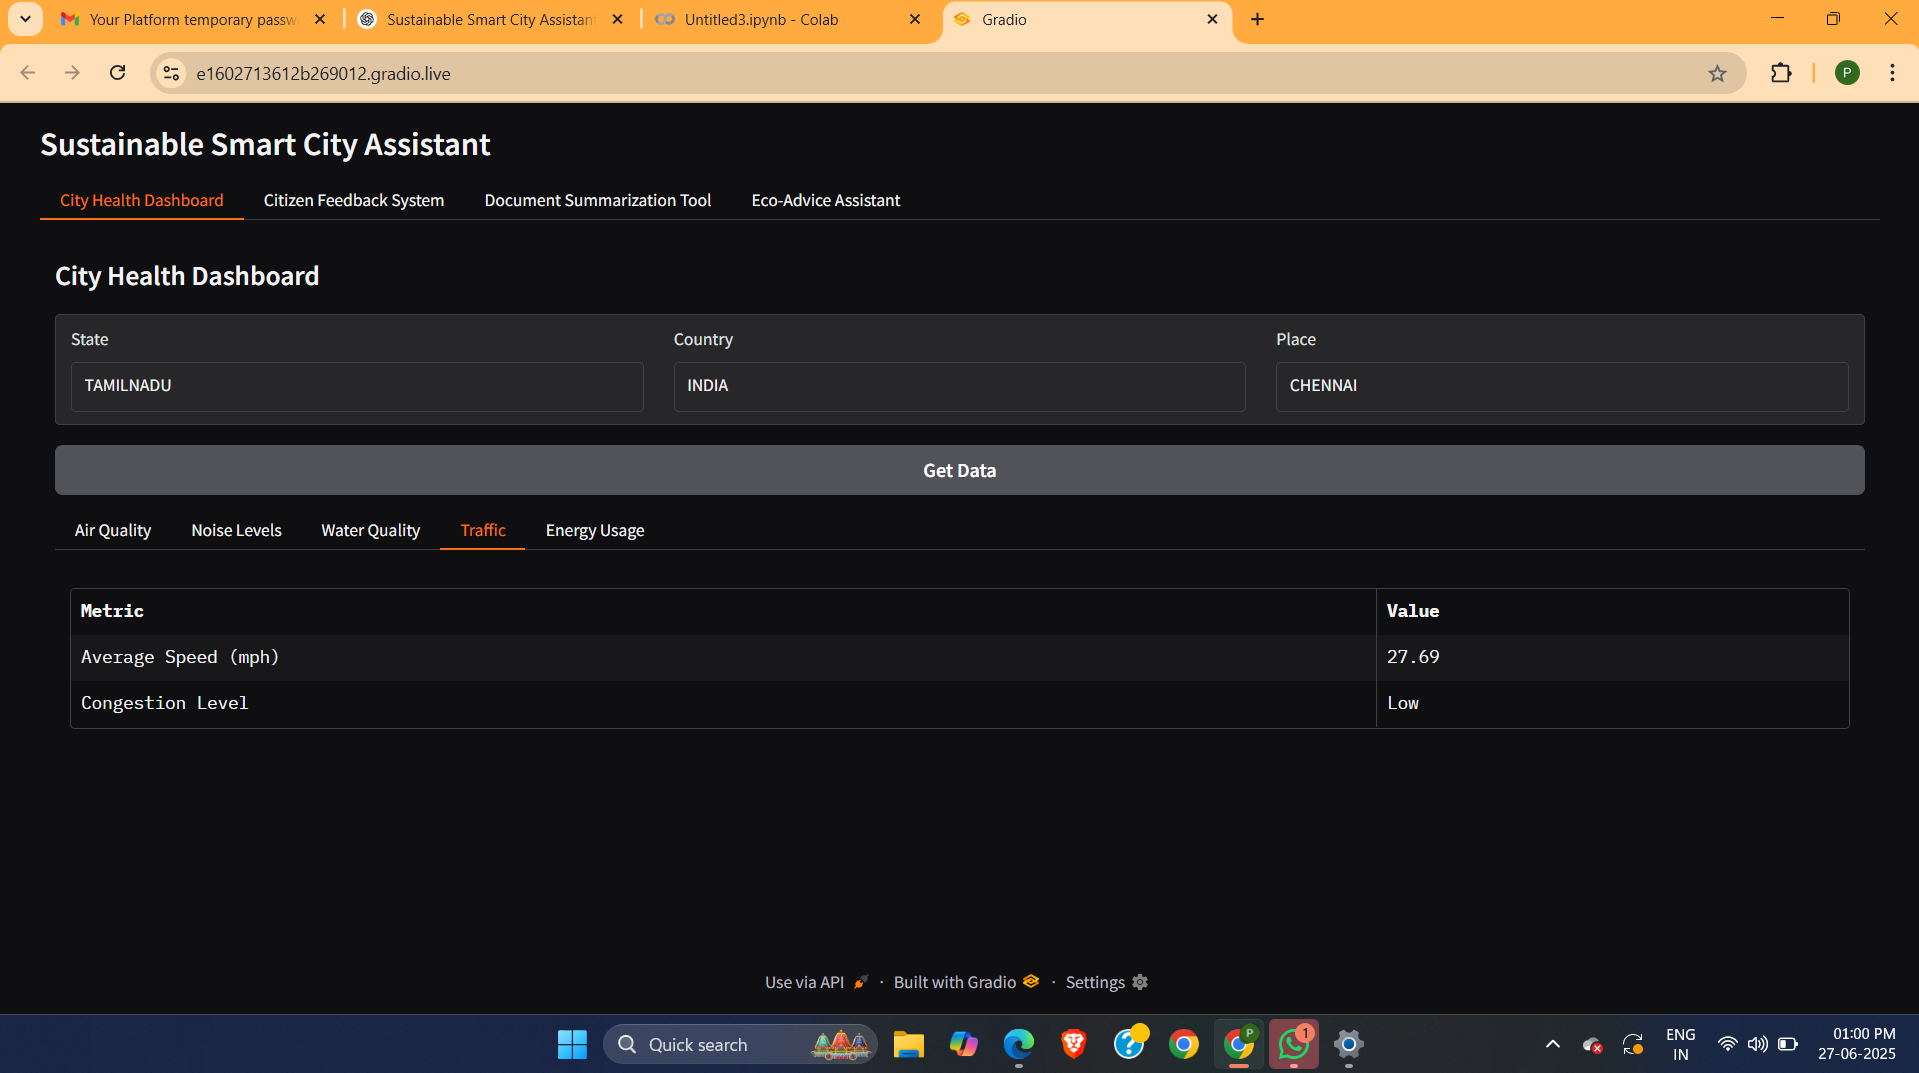 Your Platform temporary passw
Sustainable Smart City Assistan
Untitled3.ipynb - Colab
Gradio
e1602713612b269012.gradio.live
P
Sustainable Smart City Assistant
City Health Dashboard
Citizen Feedback System
Document Summarization Tool
Eco-Advice Assistant
City Health Dashboard
State
Country
Place
TAMILNADU
INDIA
CHENNAI
Get Data
Air Quality
Noise Levels
Water Quality
Traffic
Energy Usage
Metric
Value
Average Speed (mph)
27.69
Congestion Level
Low
Use via API · Built with Gradio · Settings
Quick search
P
1
ENG
IN
01:00 PM
27-06-2025